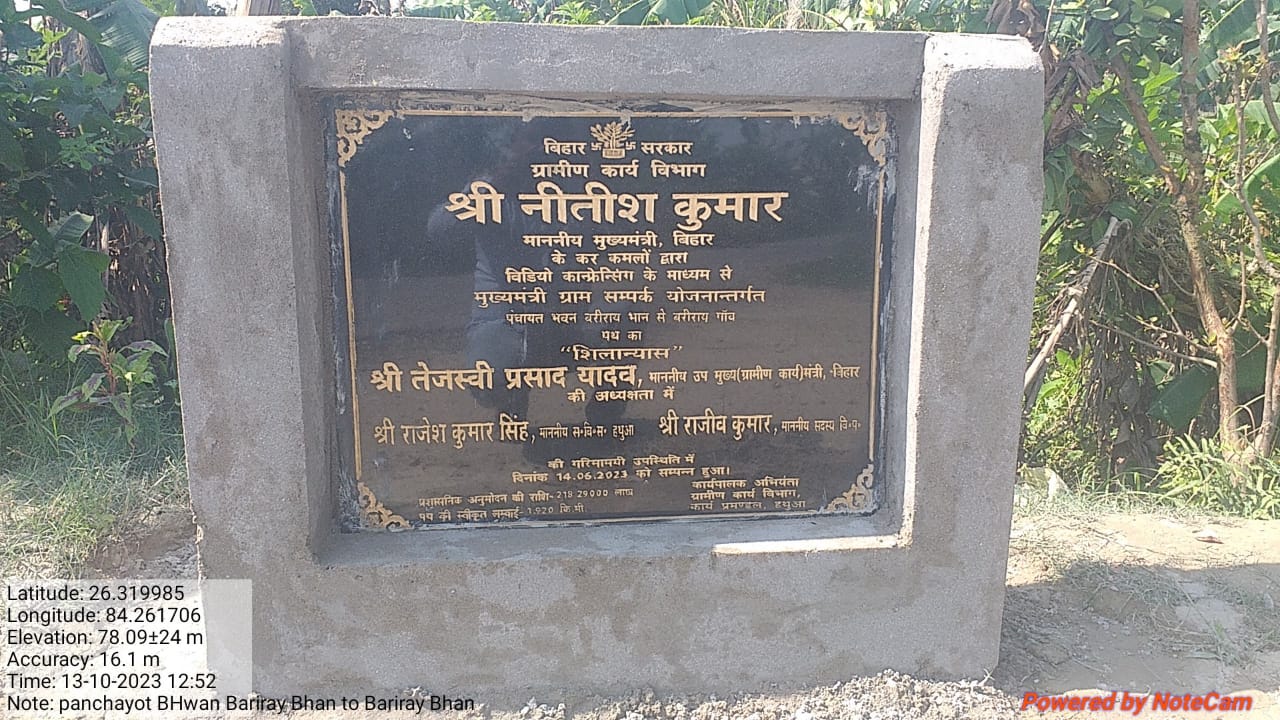 बिहार सरकार
ग्रामीण कार्य विभाग
श्री नीतीश कुमार
माननीय मुख्यमंत्री, बिहार
के कर कमलों द्वारा
विडियो कान्फ्रेन्सिंग के माध्यम से
मुख्यमंत्री ग्राम सम्पर्क योजनान्तर्गत
पंचायत भवन बरीराय भान से बरीराय गाँव
पथ का
"शिलान्यास"
श्री तेजस्वी प्रसाद यादव, माननीय उप मुख्य(ग्रामीण कार्य)मंत्री, बिहार
की अध्यक्षता में
श्री राजेश कुमार सिंह, माननीय स॰वि॰स॰ हथुआ श्री राजीव कुमार, माननीय सदस्य वि॰प॰
की गरिमामयी उपस्थिति में
दिनांक 14.06.2023 को सम्पन्न हुआ।
प्रशासनिक अनुमोदन की राशि-218.29000 लाख
पथ की स्वीकृत लम्बाई-1.920 कि.मी.
कार्यपालक अभियंता
ग्रामीण कार्य विभाग,
कार्य प्रमण्डल, हथुआ
Latitude: 26.319985
Longitude: 84.261706
Elevation: 78.09±24 m
Accuracy: 16.1 m
Time: 13-10-2023 12:52
Note: panchayot BHwan Bariray Bhan to Bariray Bhan
Powered by NoteCam